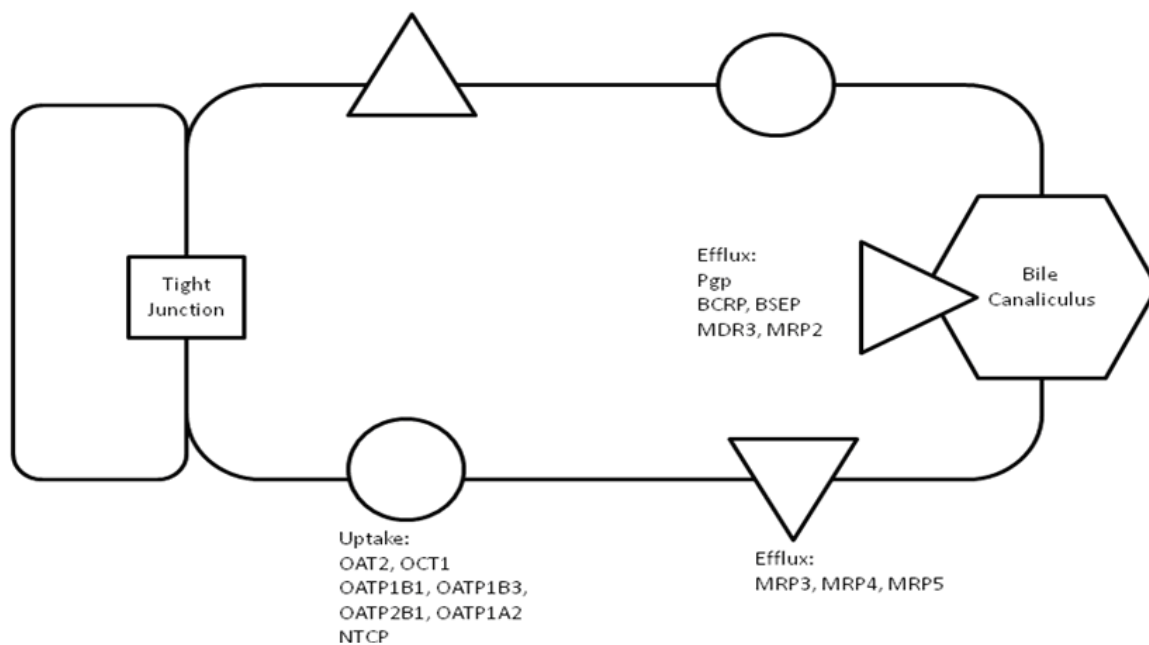 Tight
Junction
Efflux:
Pgp
BCRP, BSEP
MDR3, MRP2
Bile
Canaliculus
Uptake:
OAT2, OCT1
OATP1B1, OATP1B3,
OATP2B1, OATP1A2
NTCP
Efflux:
MRP3, MRP4, MRP5